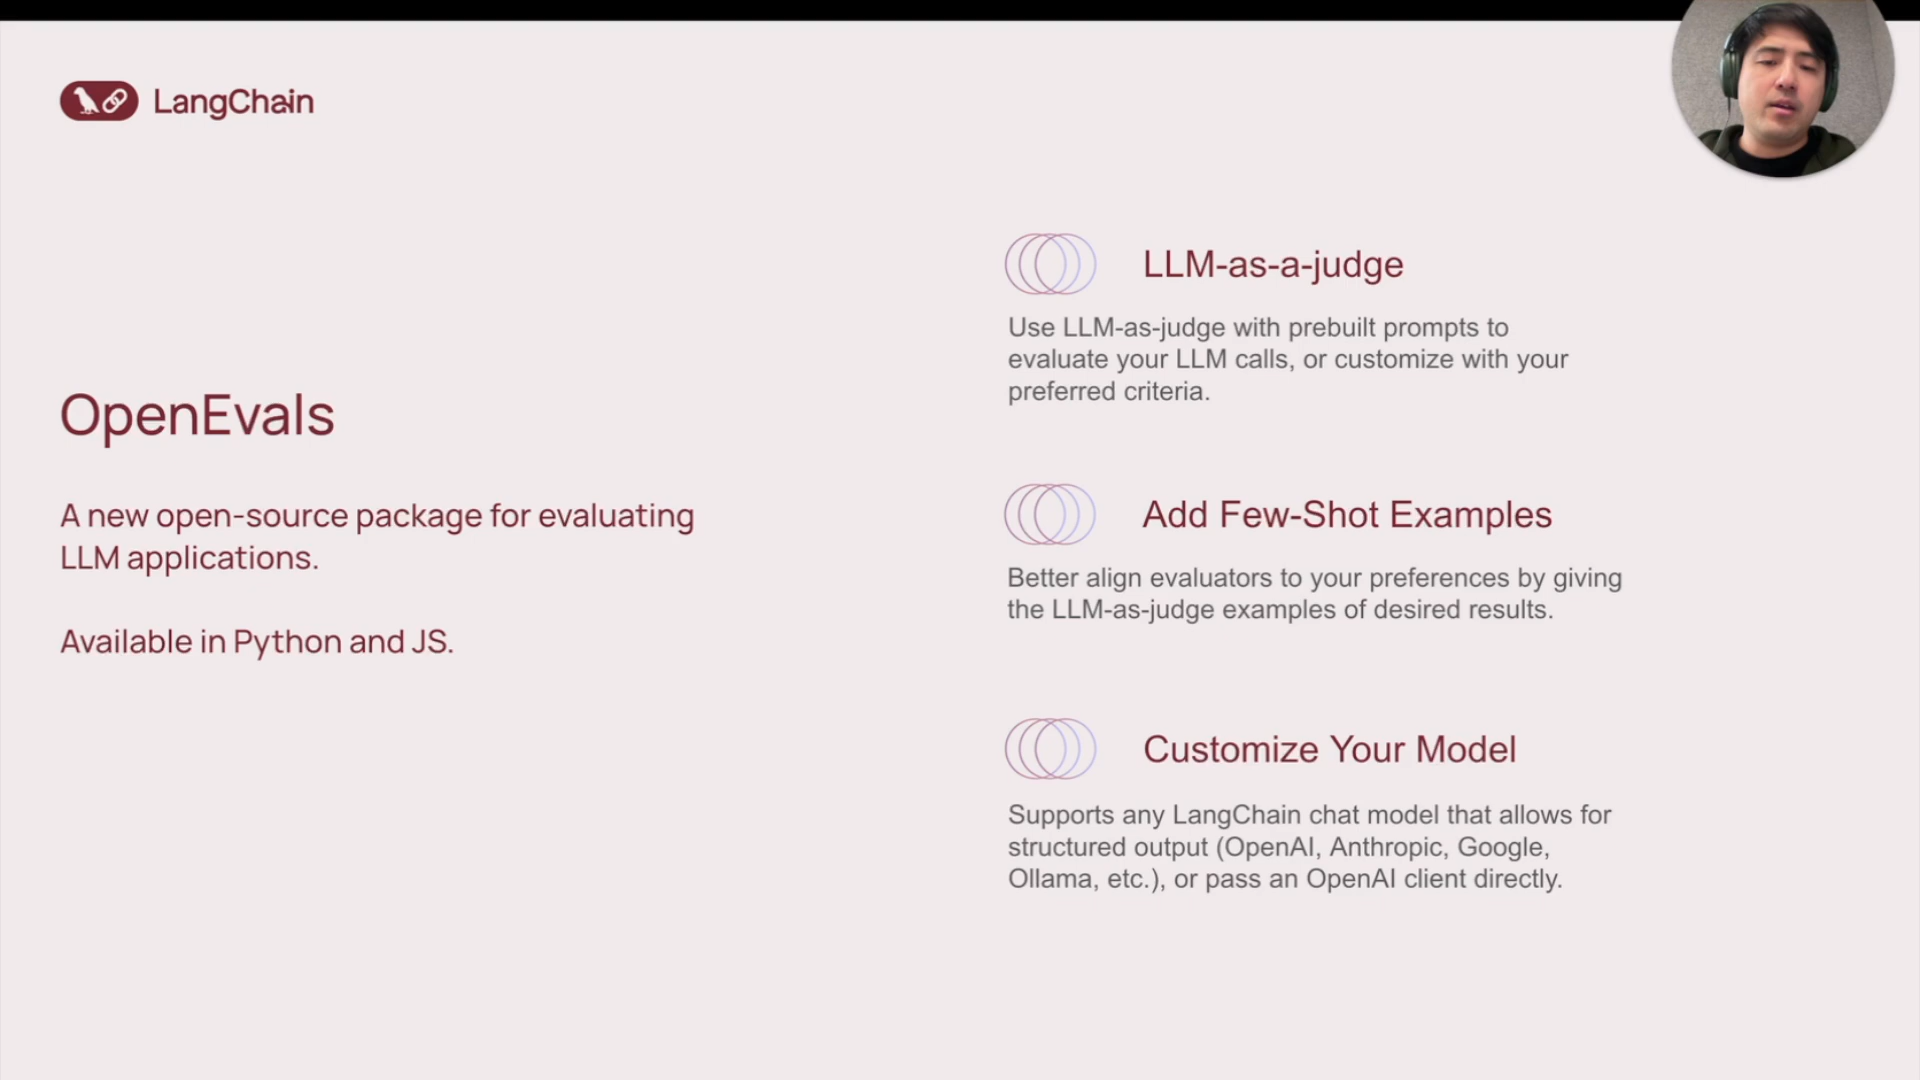 LangChain
OpenEvals
A new open-source package for evaluating
LLM applications.
Available in Python and JS.
LLM-as-a-judge
Use LLM-as-judge with prebuilt prompts to
evaluate your LLM calls, or customize with your
preferred criteria.
Add Few-Shot Examples
Better align evaluators to your preferences by giving
the LLM-as-judge examples of desired results.
Customize Your Model
Supports any LangChain chat model that allows for
structured output (OpenAI, Anthropic, Google,
Ollama, etc.), or pass an OpenAI client directly.